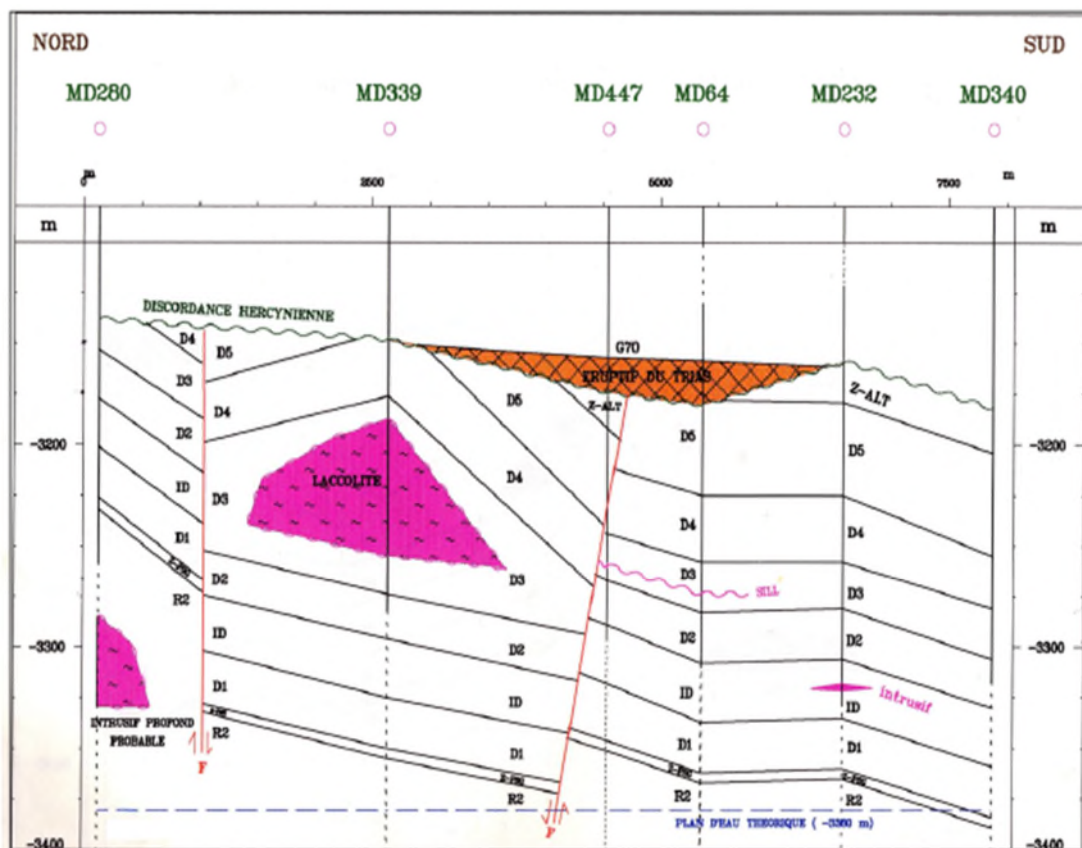 NORD SUD
MD280 MD339 MD447 MD64 MD232 MD340
m 0 2500 5000 7500 m
m m
DISCORDANCE HERCYNIENNE
D4 D5 G70
ERUPTIF DU TRIAS
Z-ALT
D3 D5 Z-ALT
D4 D5 D5
-3200 D2 -3200
LACCOLITE D4
ID D3
D4 D4
D1 D2 D3 D3 D3
SILL
R2
ID D2 D2 D2
-3300 -3300
D1 ID ID ID intrusif
INTRUSIF PROFOND
PROBABLE
R2 D1 D1 D1
F R2 R2 R2
PLAN D'EAU THEORIQUE ( -3380 m)
F
-3400 -3400